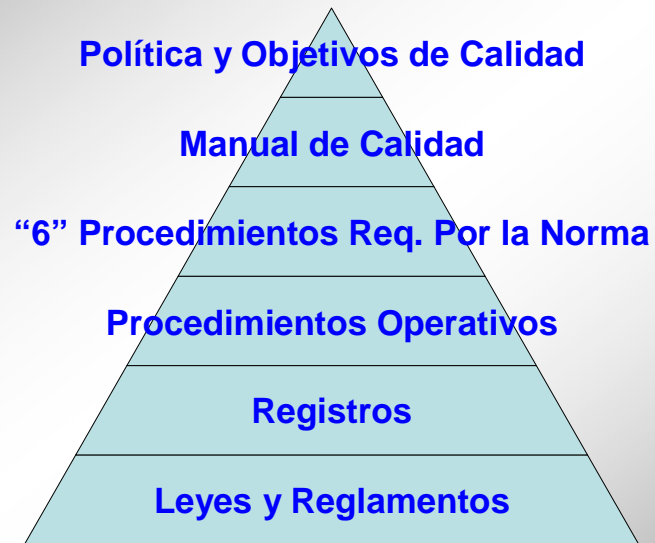 Política y Objetivos de Calidad
Manual de Calidad
“6” Procedimientos Req. Por la Norma
Procedimientos Operativos
Registros
Leyes y Reglamentos